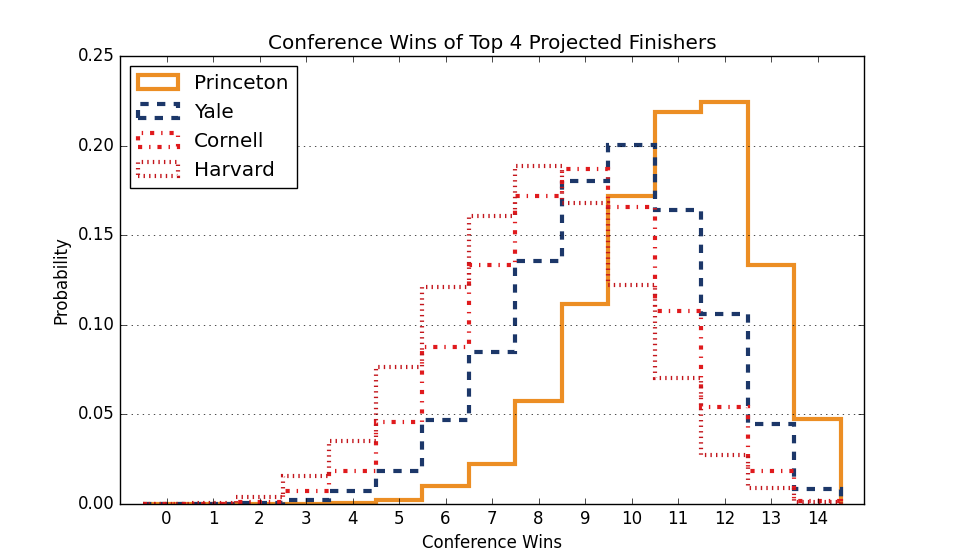 Conference Wins of Top 4 Projected Finishers
0.25
0.20
0.15
0.10
0.05
0.00
Probability
Princeton
Yale
Cornell
Harvard
0 1 2 3 4 5 6 7 8 9 10 11 12 13 14
Conference Wins